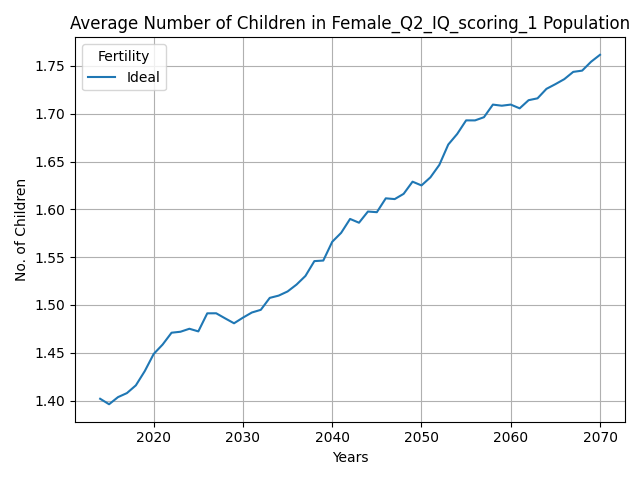 Average Number of Children in Female_Q2_IQ_scoring_1 Population
Fertility
Ideal
No. of Children
1.75
1.70
1.65
1.60
1.55
1.50
1.45
1.40
2020 2030 2040 2050 2060 2070
Years